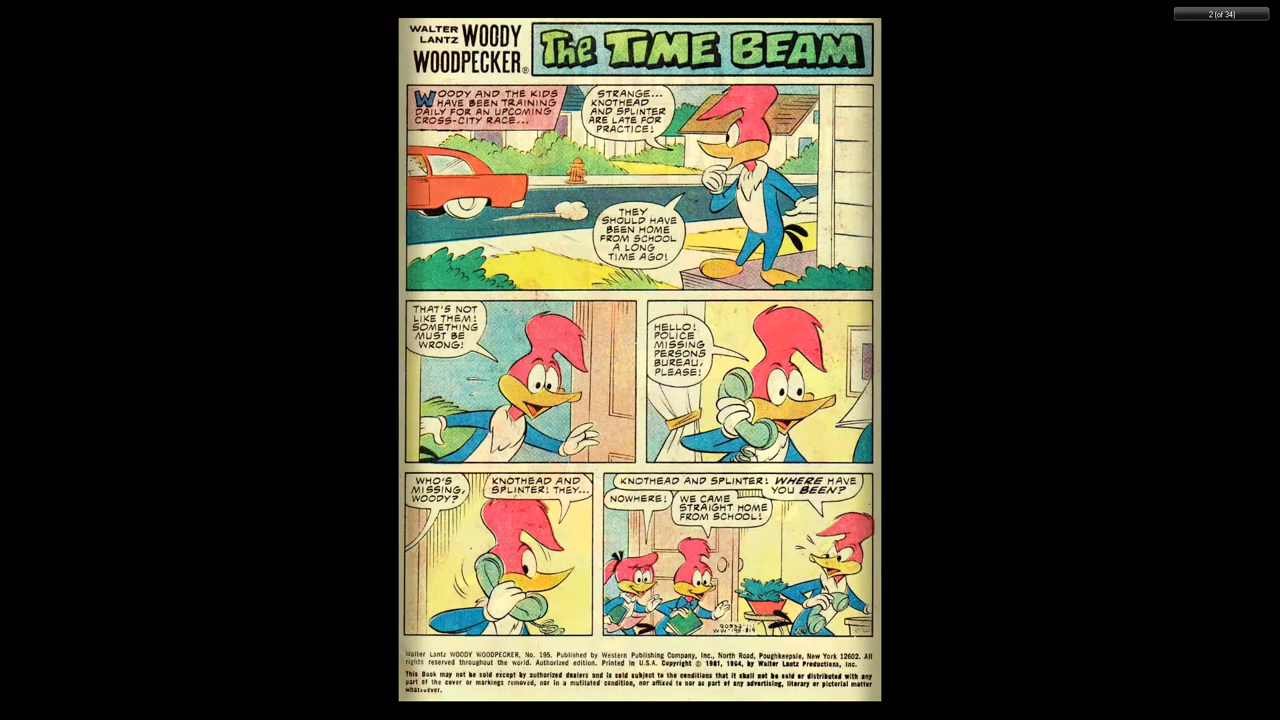 2 (of 34)
WALTER
LANTZ WOODY
WOODPECKER®
The TIME BEAM
WOODY AND THE KIDS
HAVE BEEN TRAINING
DAILY FOR AN UPCOMING
CROSS-CITY RACE...
STRANGE...
KNOTHEAD
AND SPLINTER
ARE LATE FOR
PRACTICE!
THEY
SHOULD HAVE
BEEN HOME
FROM SCHOOL
A LONG
TIME AGO!
THAT'S NOT
LIKE THEM!
SOMETHING
MUST BE
WRONG!
HELLO!
POLICE
MISSING
PERSONS
BUREAU,
PLEASE!
WHO'S
MISSING,
WOODY?
KNOTHEAD AND
SPLINTER! THEY...
KNOTHEAD AND SPLINTER! WHERE HAVE
YOU BEEN?
NOWHERE!
WE CAME
STRAIGHT HOME
FROM SCHOOL!
Walter Lantz WOODY WOODPECKER, No. 195. Published by Western Publishing Company, Inc., North Road, Poughkeepsie, New York 12602. All
rights reserved throughout the world. Authorized edition. Printed in U.S.A. Copyright © 1981, 1964, by Walter Lantz Productions, Inc.
This Book may not be sold except by authorized dealers and is sold subject to the conditions that it shall not be sold or distributed with any
part of the cover or markings removed, nor in a mutilated condition, nor affixed to nor as part of any advertising, literary or pictorial matter
whatsoever.